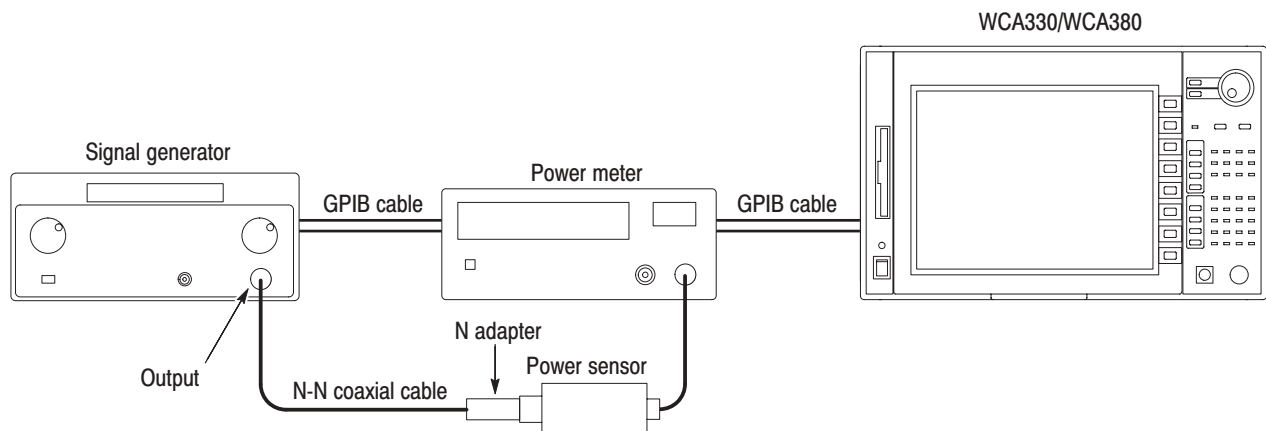 WCA330/WCA380
Signal generator
Power meter
GPIB cable
GPIB cable
N adapter
Power sensor
Output
N-N coaxial cable